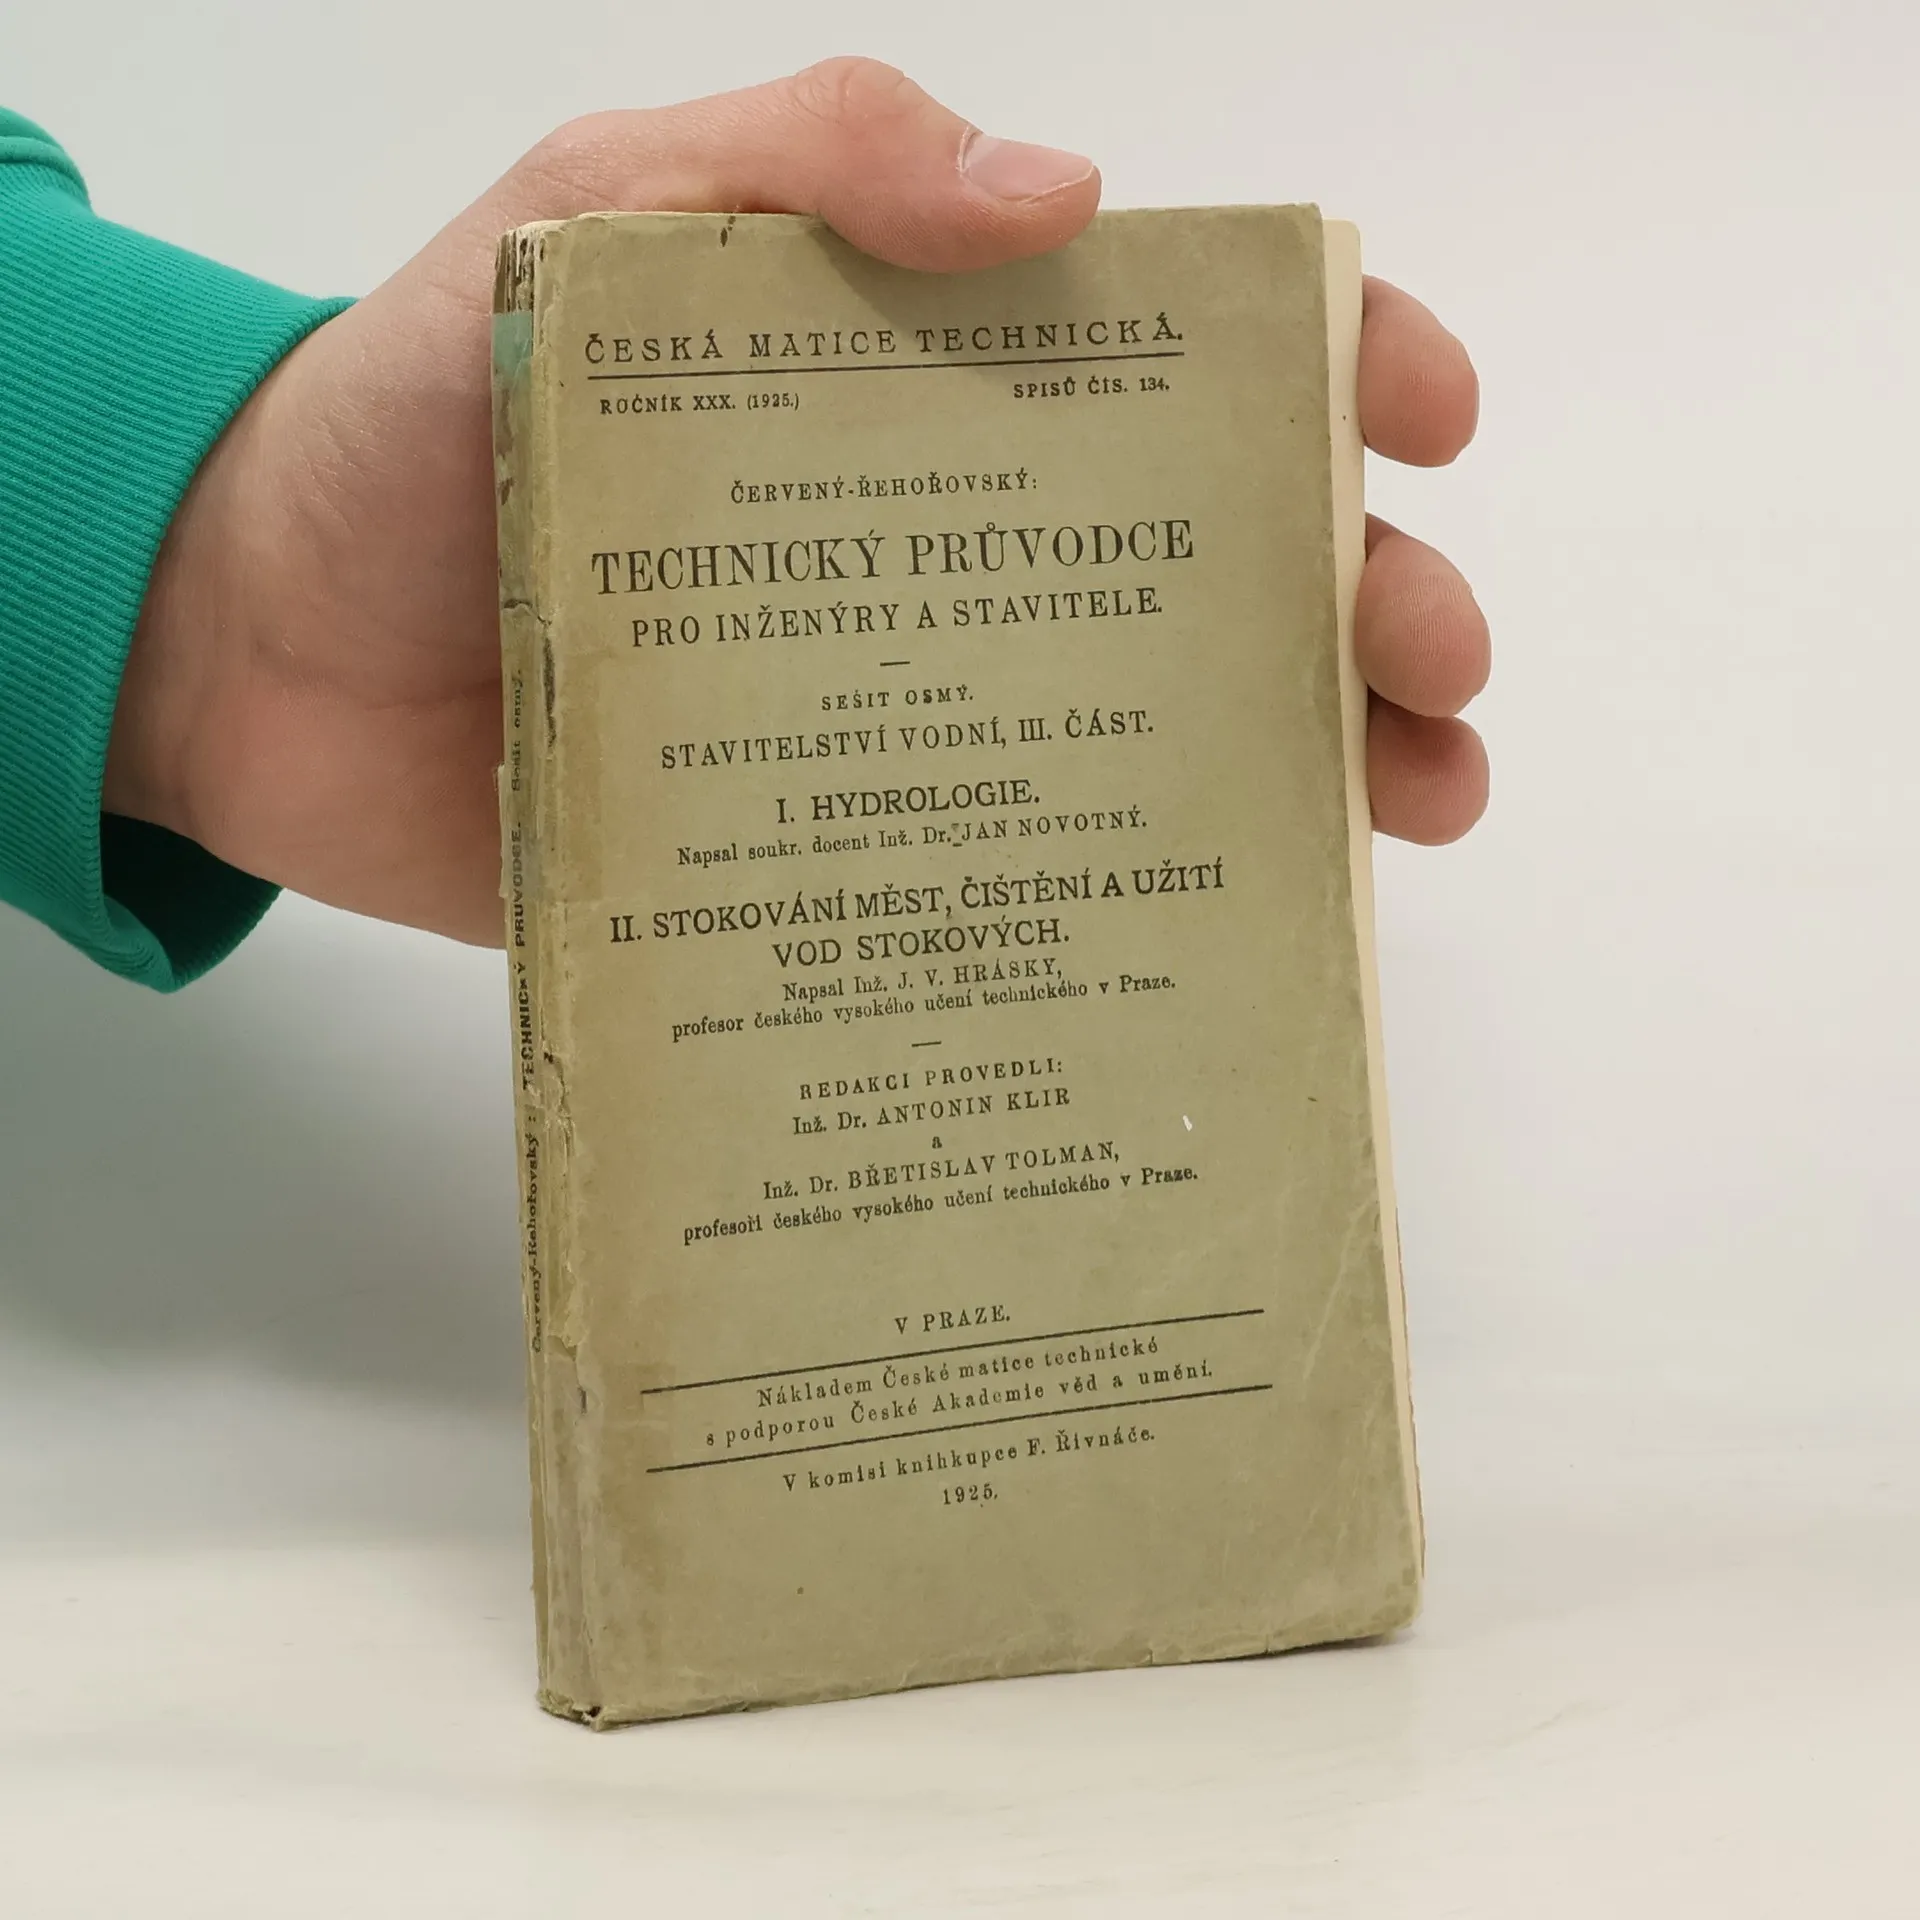 ČESKÁ MATICE TECHNICKÁ.
ROČNÍK XXX. (1925.) SPISŮ ČÍS. 134.
ČERVENÝ-ŘEHOŘOVSKÝ:
TECHNICKÝ PRŮVODCE
PRO INŽENÝRY A STAVITELE.
SEŠIT OSMÝ.
STAVITELSTVÍ VODNÍ, III. ČÁST.
I. HYDROLOGIE.
Napsal soukr. docent Inž. Dr. JAN NOVOTNÝ.
II. STOKOVÁNÍ MĚST, ČIŠTĚNÍ A UŽITÍ
VOD STOKOVÝCH.
Napsal Inž. J. V. HRÁSKY,
profesor českého vysokého učení technického v Praze.
REDAKCI PROVEDLI:
Inž. Dr. ANTONIN KLIR
a
Inž. Dr. BŘETISLAV TOLMAN,
profesoři českého vysokého učení technického v Praze.
V PRAZE.
Nákladem České matice technické
s podporou České Akademie věd a umění.
V komisi knihkupce F. Řivnáče.
1925.
Červený-Řehořovský: TECHNICKÝ PRŮVODCE. Sešit osmý.